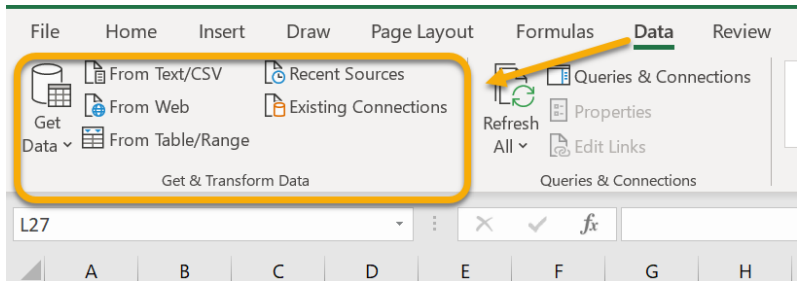 File Home Insert Draw Page Layout Formulas Data Review
From Text/CSV Recent Sources Queries & Connections
From Web Existing Connections Properties
Get Data From Table/Range Refresh All Edit Links
Get & Transform Data Queries & Connections
L27 fx
A B C D E F G H